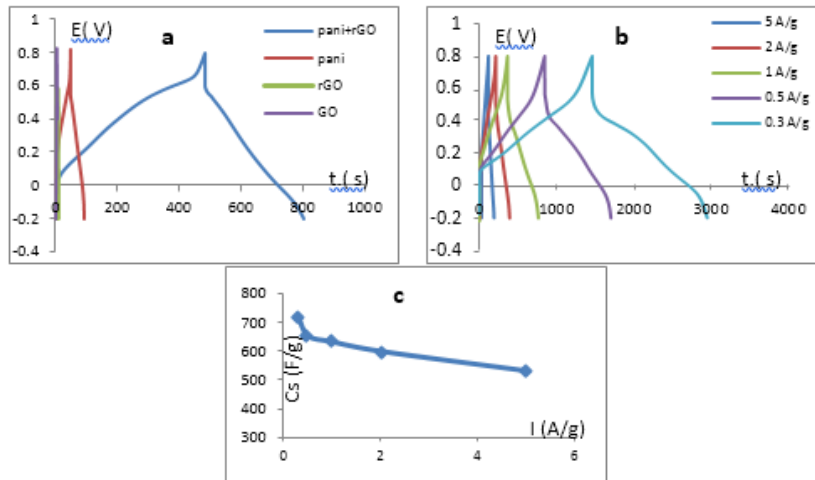 a
E( V)
1
0.8
0.6
0.4
0.2
0
-0.2
-0.4
0 200 400 600 800 1000
t.( s)
pani+rGO
pani
rGO
GO
b
E( V)
1
0.8
0.6
0.4
0.2
0
-0.2
-0.4
0 1000 2000 3000 4000
t.( s)
5 A/g
2 A/g
1 A/g
0.5 A/g
0.3 A/g
c
Cs (F/g)
800
700
600
500
400
300
0 2 4 6
I (A/g)